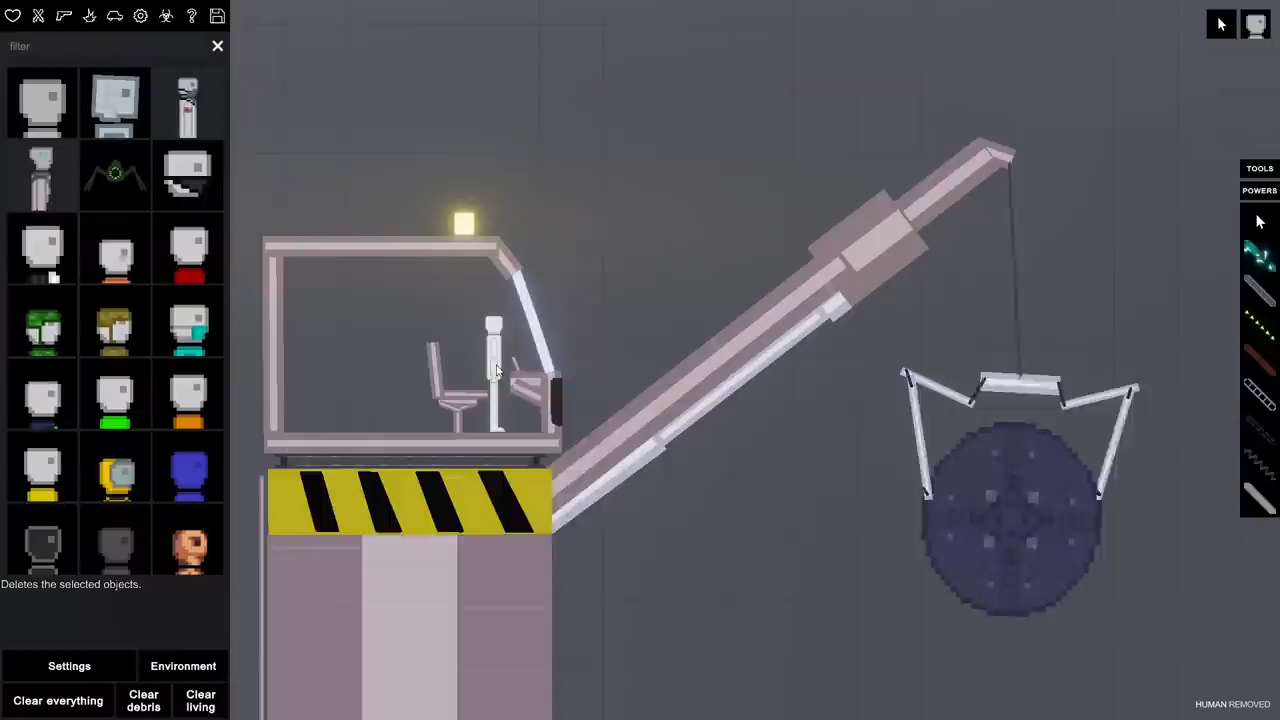 filter
TOOLS
POWERS
Deletes the selected objects.
Settings
Environment
Clear everything
Clear debris
Clear living
HUMAN REMOVED